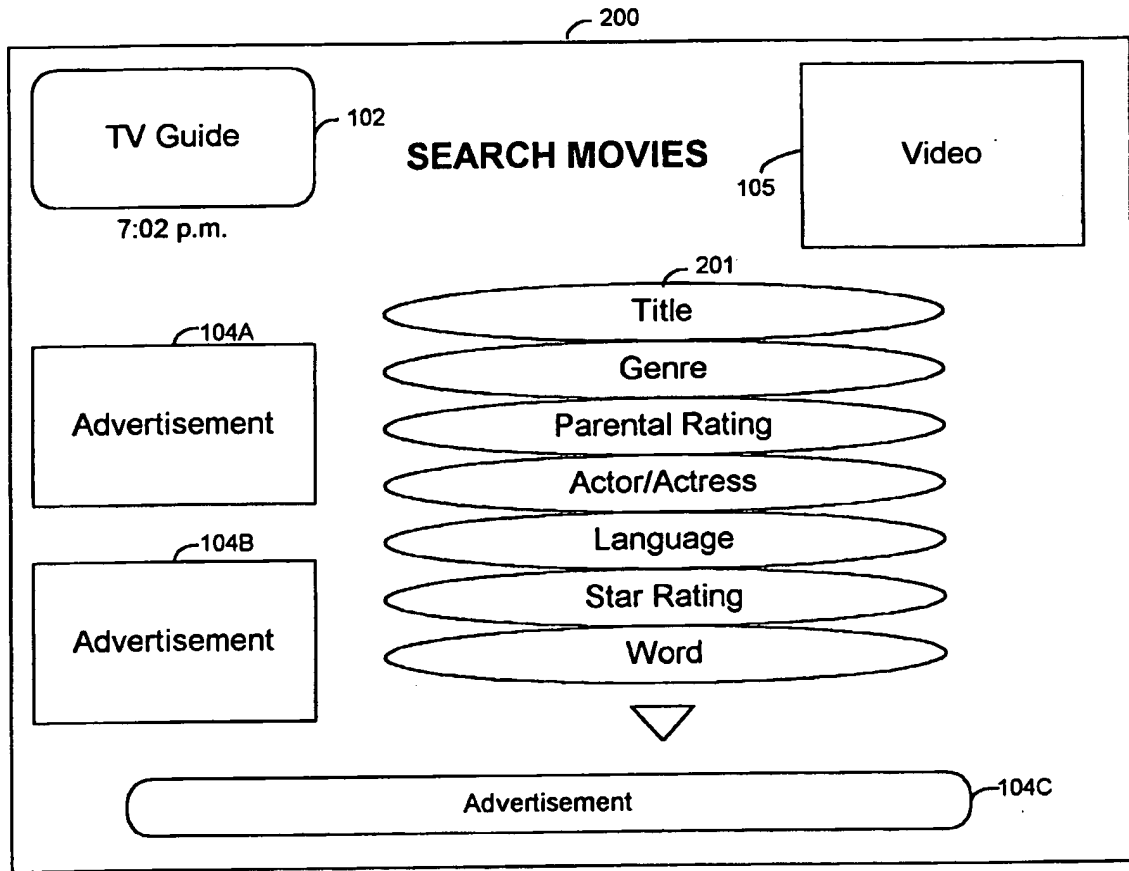 200
TV Guide
102
SEARCH MOVIES
105
Video
7:02 p.m.
201
Title
Genre
Parental Rating
Actor/Actress
Language
Star Rating
Word
104A
Advertisement
104B
Advertisement
Advertisement
104C